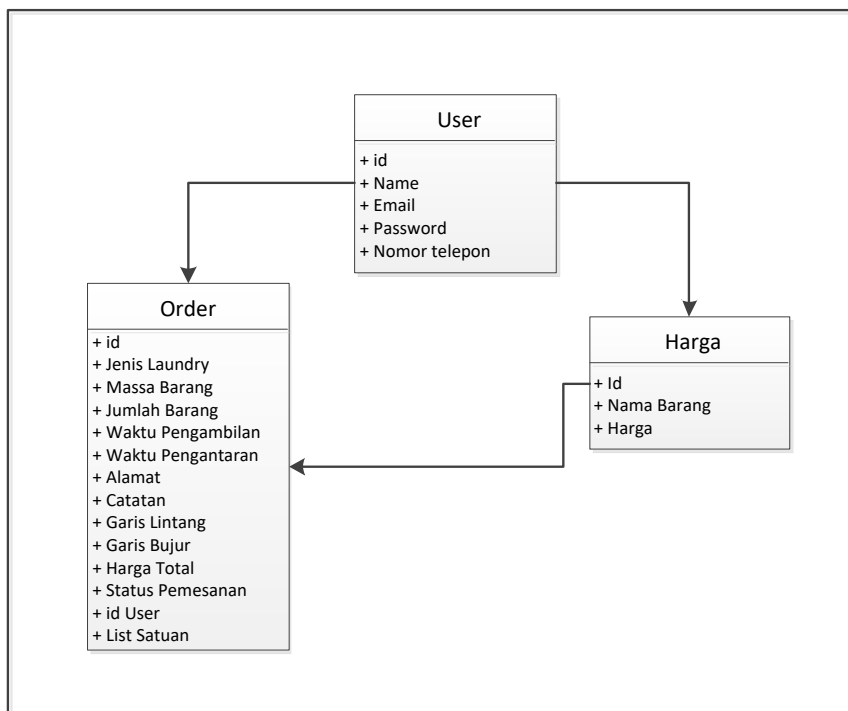 User
+ id
+ Name
+ Email
+ Password
+ Nomor telepon
Order
+ id
+ Jenis Laundry
+ Massa Barang
+ Jumlah Barang
+ Waktu Pengambilan
+ Waktu Pengantaran
+ Alamat
+ Catatan
+ Garis Lintang
+ Garis Bujur
+ Harga Total
+ Status Pemesanan
+ id User
+ List Satuan
Harga
+ Id
+ Nama Barang
+ Harga